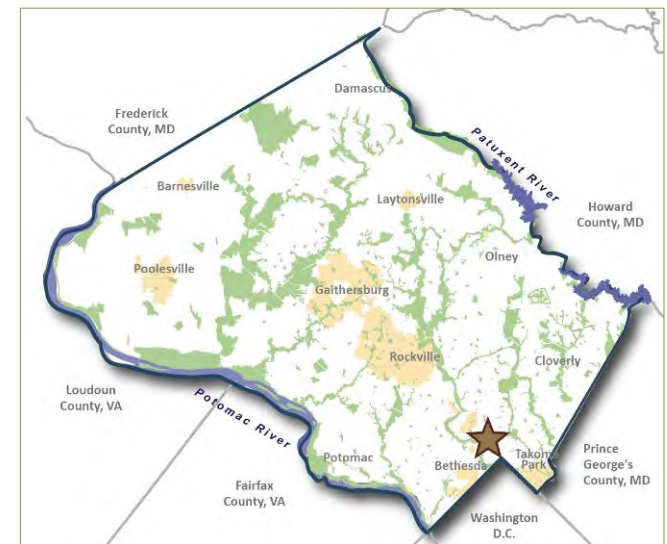 Damascus
Frederick
County, MD
Patuxent River
Barnesville
Laytonsville
Howard
County, MD
Olney
Poolesville
Gaithersburg
Rockville
Cloverly
Loudoun
County, VA
Potomac River
Potomac
Bethesda
Takoma
Park
Prince
George's
County, MD
Fairfax
County, VA
Washington
D.C.